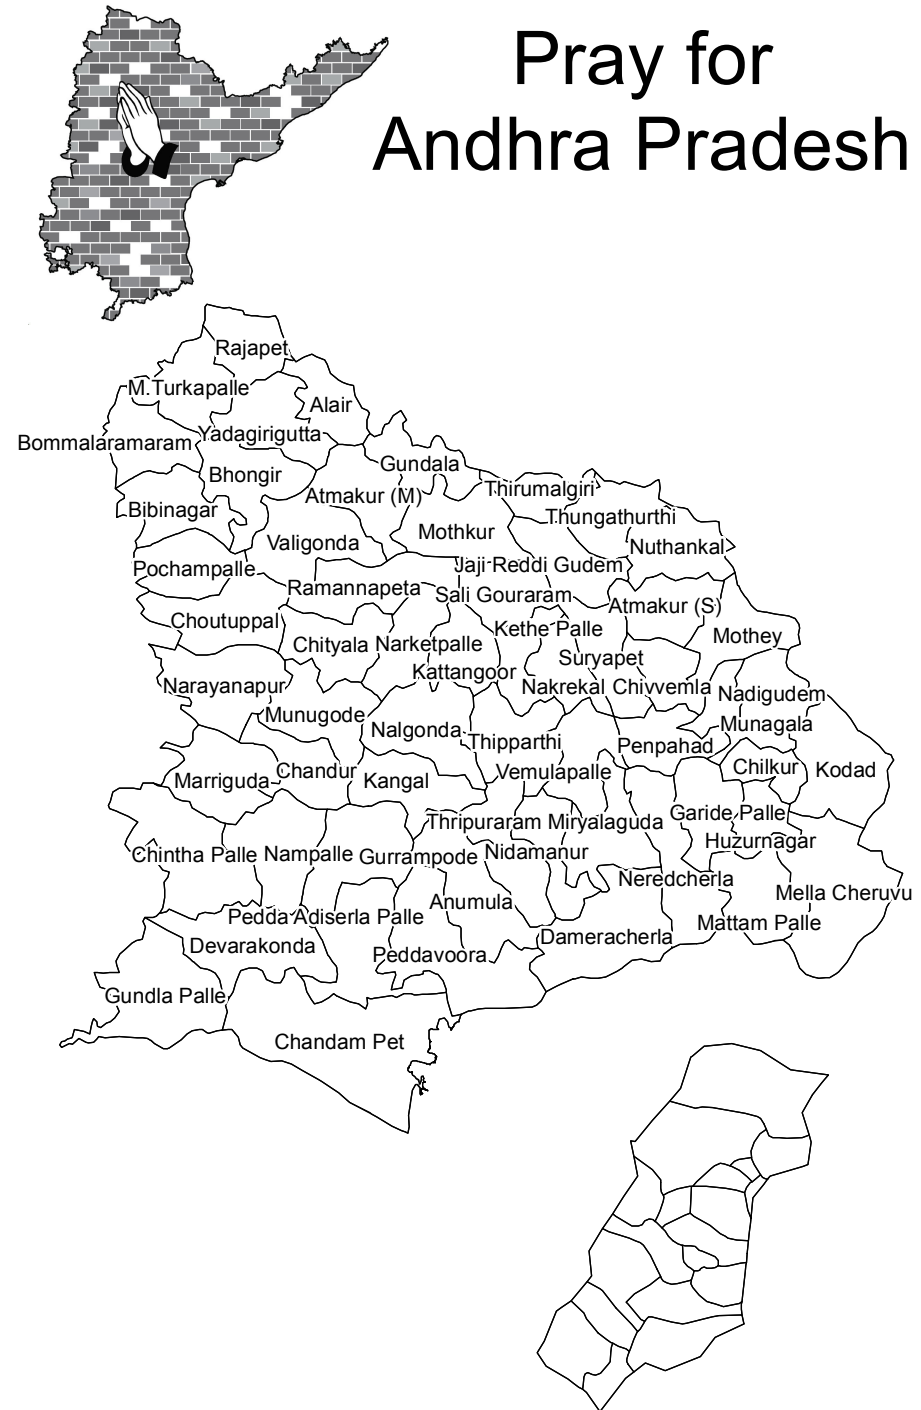 Pray for
Andhra Pradesh
Rajapet
M.Turkapalle
Alair
Bommalaramaram
Yadagirigutta
Bhongir
Gundala
Atmakur (M)
Thirumalgiri
Bibinagar
Thungathurthi
Mothkur
Valigonda
Nuthankal
Pochampalle
Jaji-Reddi Gudem
Ramannapeta
Sali Gouraram
Atmakur (S)
Choutuppal
Kethe Palle
Mothey
Chityala
Narketpalle
Suryapet
Kattangoor
Narayanapur
Nakrekal
Chivvemla
Nadigudem
Munugode
Munagala
Nalgonda
Thipparthi
Penpahad
Chandur
Vemulapalle
Chilkur
Kodad
Marriguda
Kangal
Garide Palle
Thripuraram
Miryalaguda
Huzurnagar
Chintha Palle
Nampalle
Gurrampode
Nidamanur
Neredcherla
Mella Cheruvu
Anumula
Pedda Adiserla Palle
Mattam Palle
Devarakonda
Dameracherla
Peddavoora
Gundla Palle
Chandam Pet